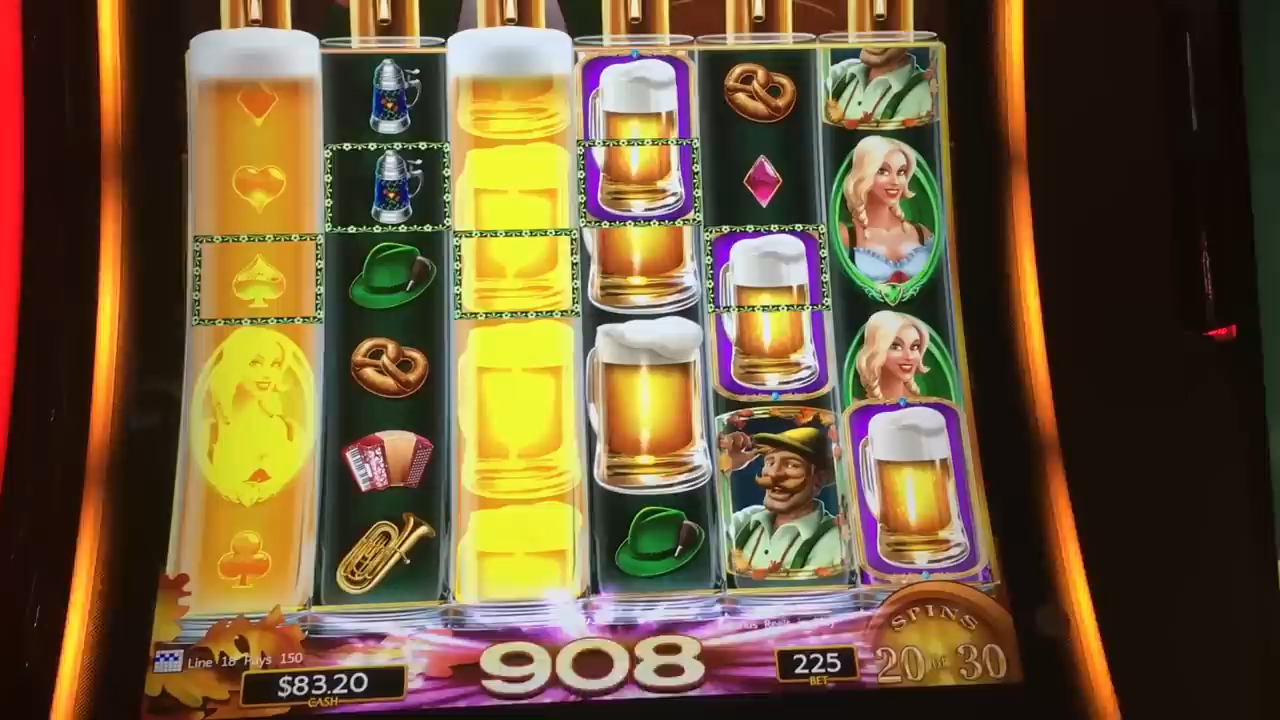 Line 18 Pays 150
$83.20
CASH
908
225
BET
SPINS
20 of 30